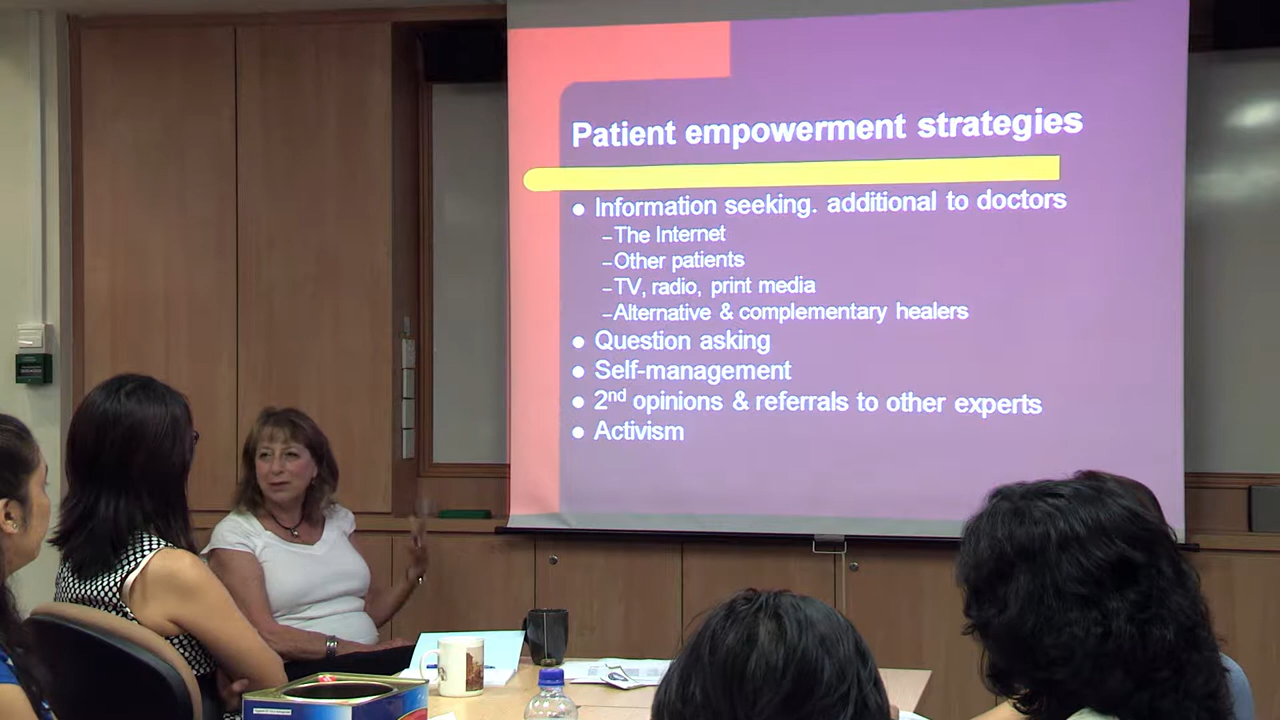 Patient empowerment strategies
● Information seeking. additional to doctors
–The Internet
–Other patients
–TV, radio, print media
–Alternative & complementary healers
● Question asking
● Self-management
● 2nd opinions & referrals to other experts
● Activism